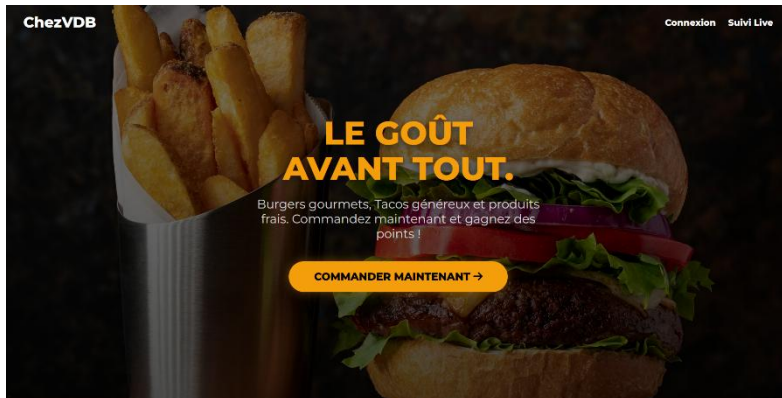 ChezVDB
Connexion Suivi Live
LE GOÛT
AVANT TOUT.
Burgers gourmets, Tacos généreux et produits
frais. Commandez maintenant et gagnez des
points !
COMMANDER MAINTENANT →